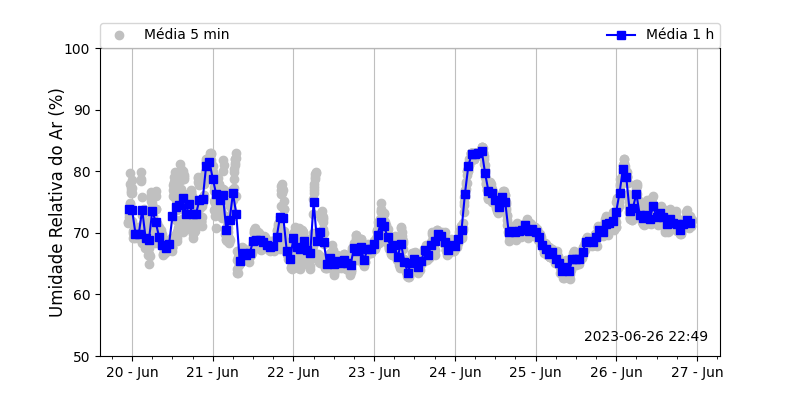 Média 5 min
Média 1 h
Umidade Relativa do Ar (%)
100
90
80
70
60
50
2023-06-26 22:49
20 - Jun
21 - Jun
22 - Jun
23 - Jun
24 - Jun
25 - Jun
26 - Jun
27 - Jun